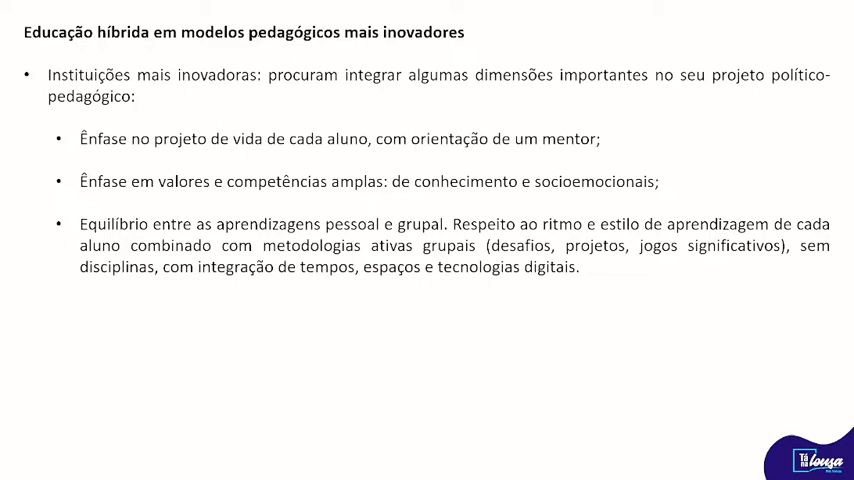 Educação híbrida em modelos pedagógicos mais inovadores
• Instituições mais inovadoras: procuram integrar algumas dimensões importantes no seu projeto político-
pedagógico:
• Ênfase no projeto de vida de cada aluno, com orientação de um mentor;
• Ênfase em valores e competências amplas: de conhecimento e socioemocionais;
• Equilíbrio entre as aprendizagens pessoal e grupal. Respeito ao ritmo e estilo de aprendizagem de cada
aluno combinado com metodologias ativas grupais (desafios, projetos, jogos significativos), sem
disciplinas, com integração de tempos, espaços e tecnologias digitais.
Tá
na lousa